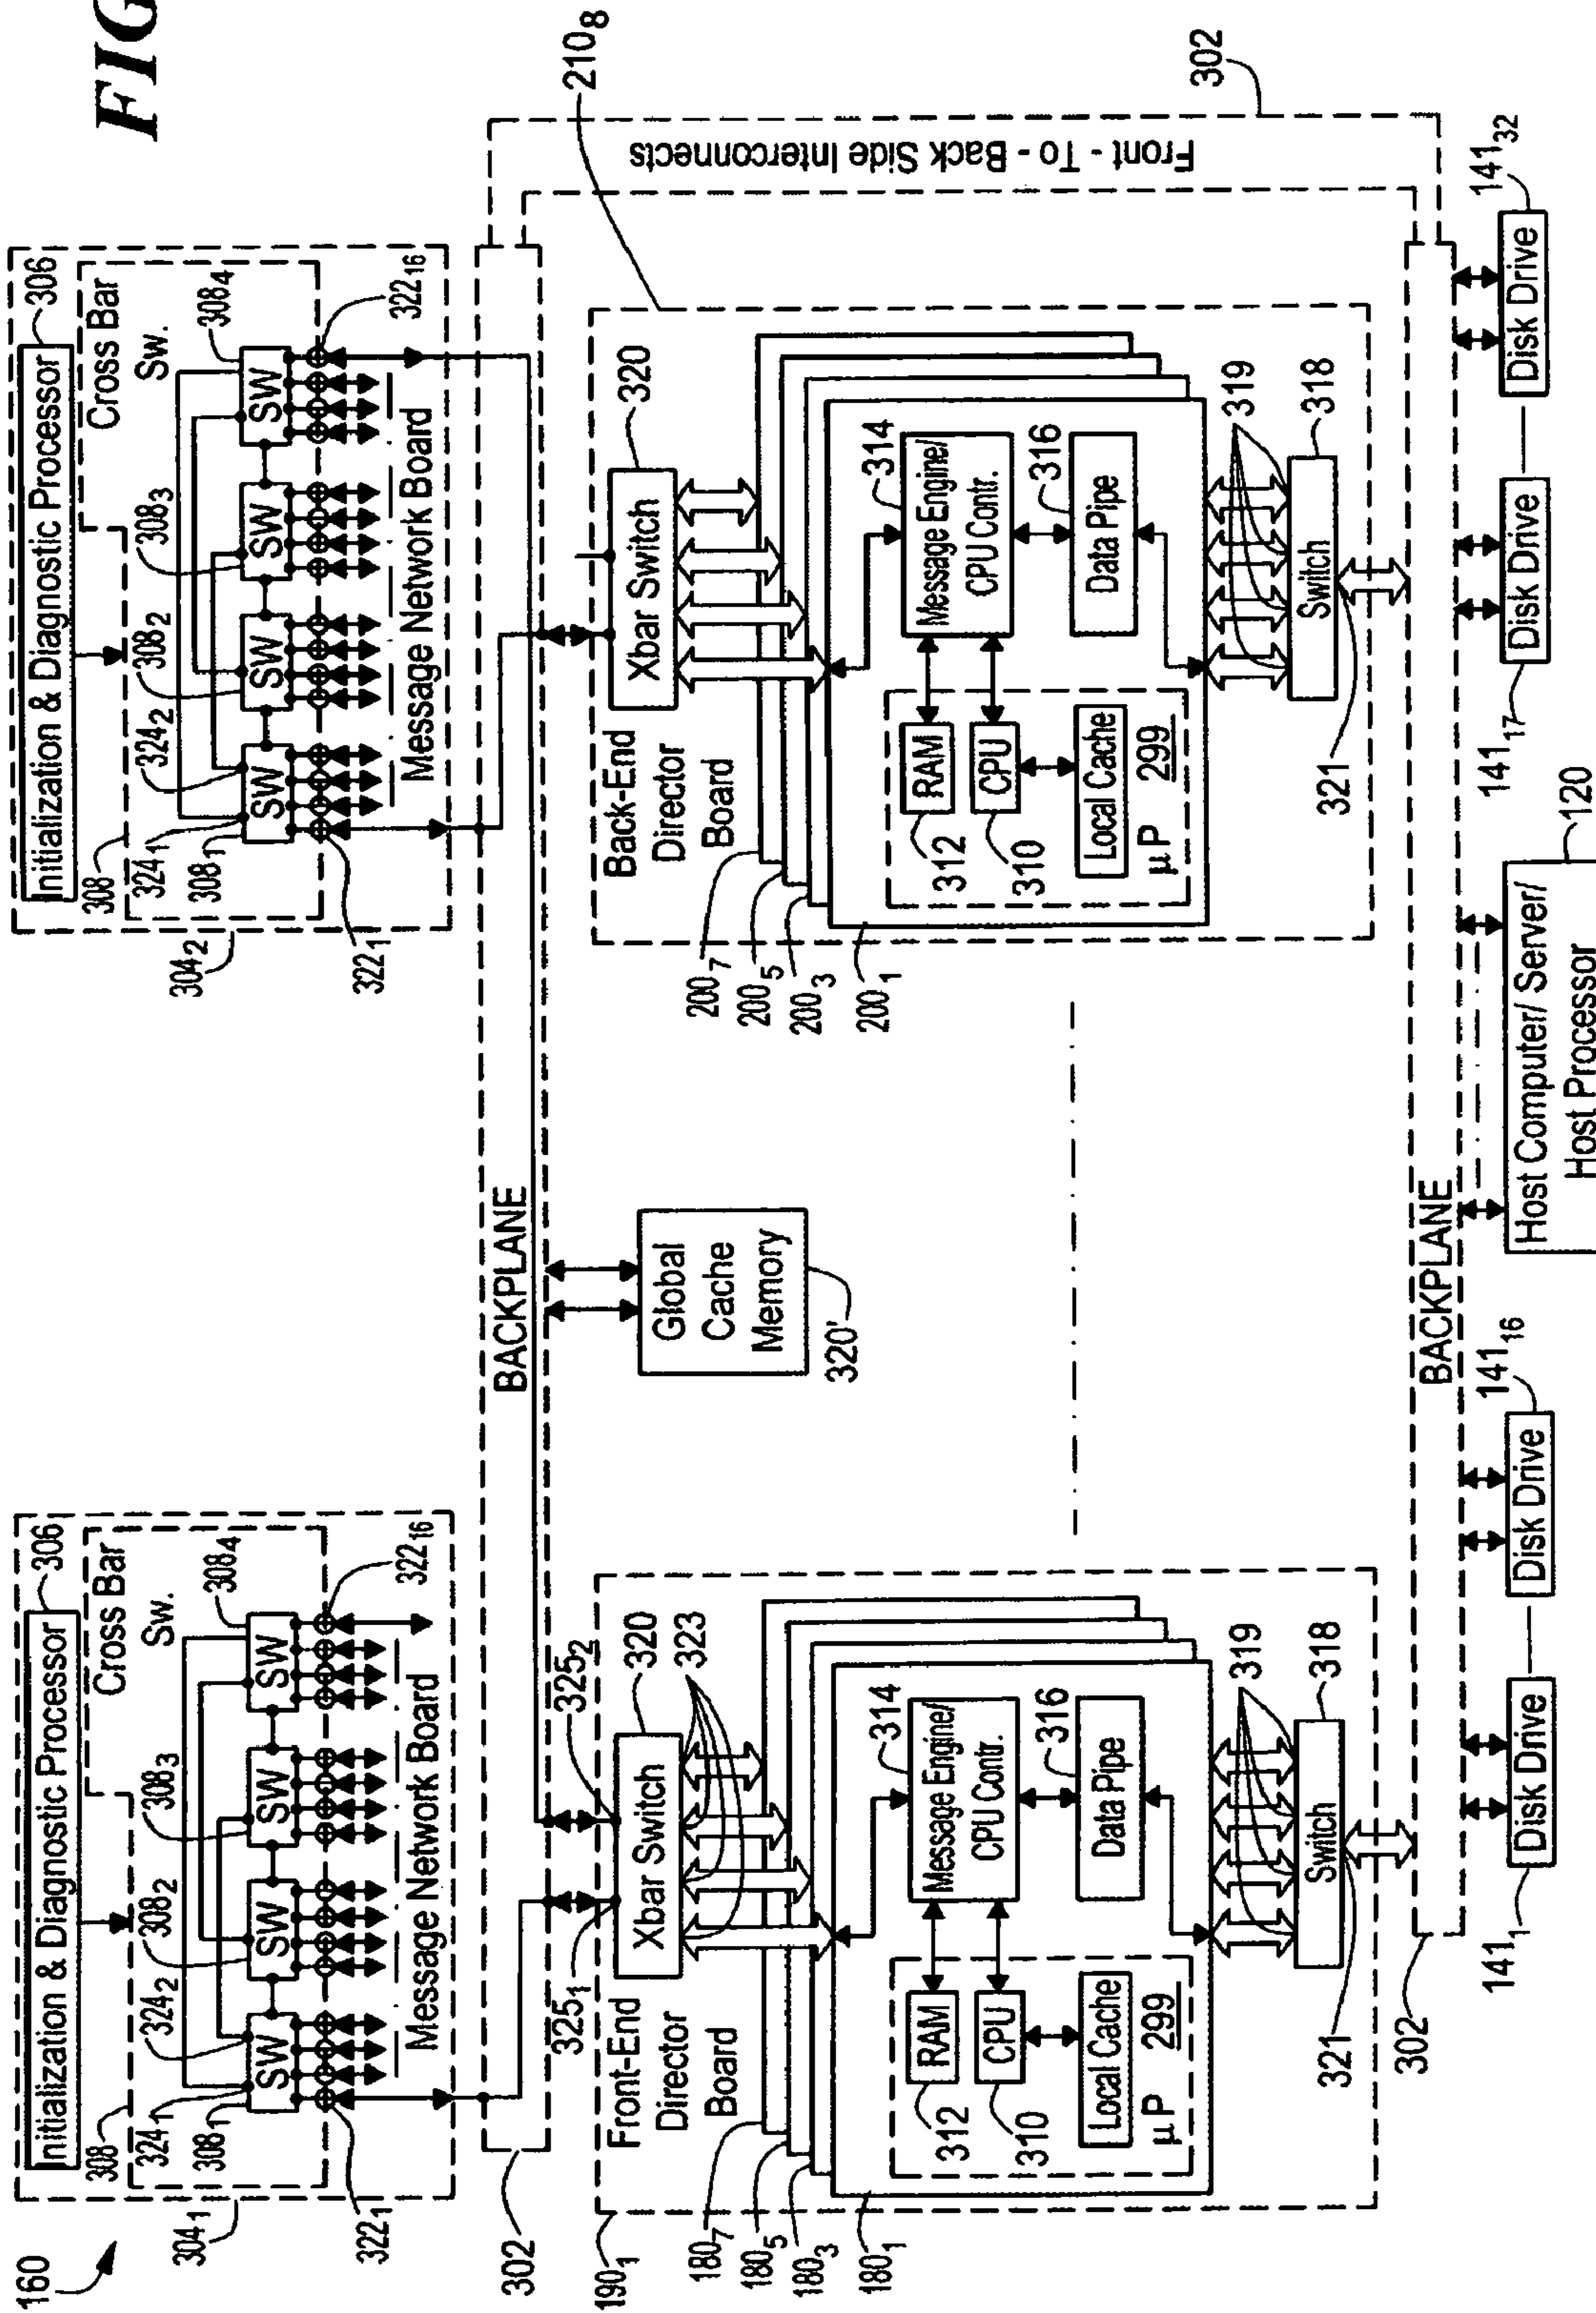 FIG
160
304₁
308
324₁
308₁
322₁
324₂
308₂
308₃
308₄
322₁₆
306
Initialization & Diagnostic Processor
Cross Bar
Sw.
SW
SW
SW
SW
Message Network Board
304₂
308
324₁
308₁
322₁
324₂
308₂
308₃
308₄
322₁₆
306
Initialization & Diagnostic Processor
Cross Bar
Sw.
SW
SW
SW
SW
Message Network Board
302
BACKPLANE
Front - To - Back Side Interconnects
302
190₁
325₁
325₂
Front-End
Director
Board
Xbar Switch
320
323
180₇
180₅
180₃
180₁
312
RAM
310
CPU
Local Cache
µP
299
Message Engine/
CPU Contr.
314
Data Pipe
316
319
Switch
318
321
Global
Cache
Memory
320'
210₈
Back-End
Director
Board
Xbar Switch
320
200₇
200₅
200₃
200₁
312
RAM
310
CPU
Local Cache
µP
299
Message Engine/
CPU Contr.
314
Data Pipe
316
319
Switch
318
321
302
BACKPLANE
141₁
Disk Drive
Disk Drive
141₁₆
Host Computer/ Server/
Host Processor
120
141₁₇
Disk Drive
Disk Drive
141₃₂